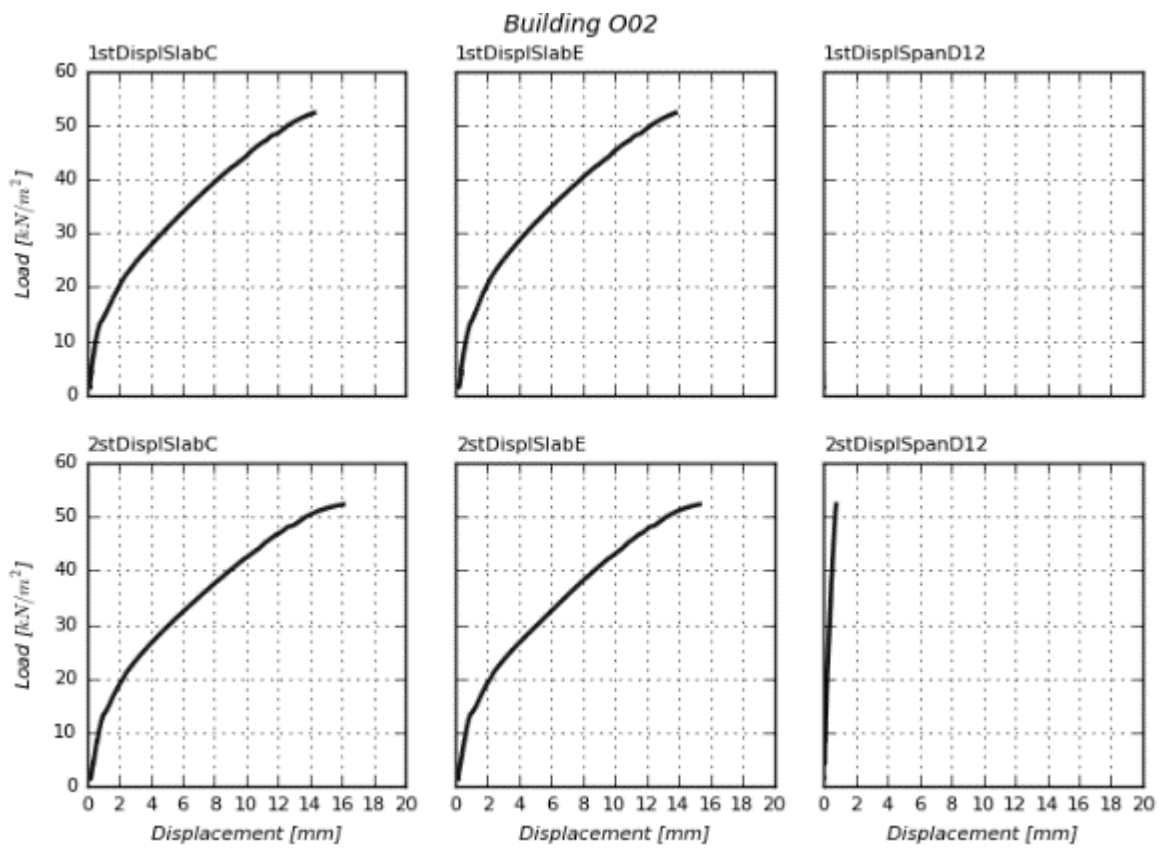 Building O02
1stDisplSlabC
1stDisplSlabE
1stDisplSpanD12
60
50
40
30
20
10
0
Load [kN/m²]
2stDisplSlabC
2stDisplSlabE
2stDisplSpanD12
60
50
40
30
20
10
0
Load [kN/m²]
0 2 4 6 8 10 12 14 16 18 20
0 2 4 6 8 10 12 14 16 18 20
0 2 4 6 8 10 12 14 16 18 20
Displacement [mm]
Displacement [mm]
Displacement [mm]